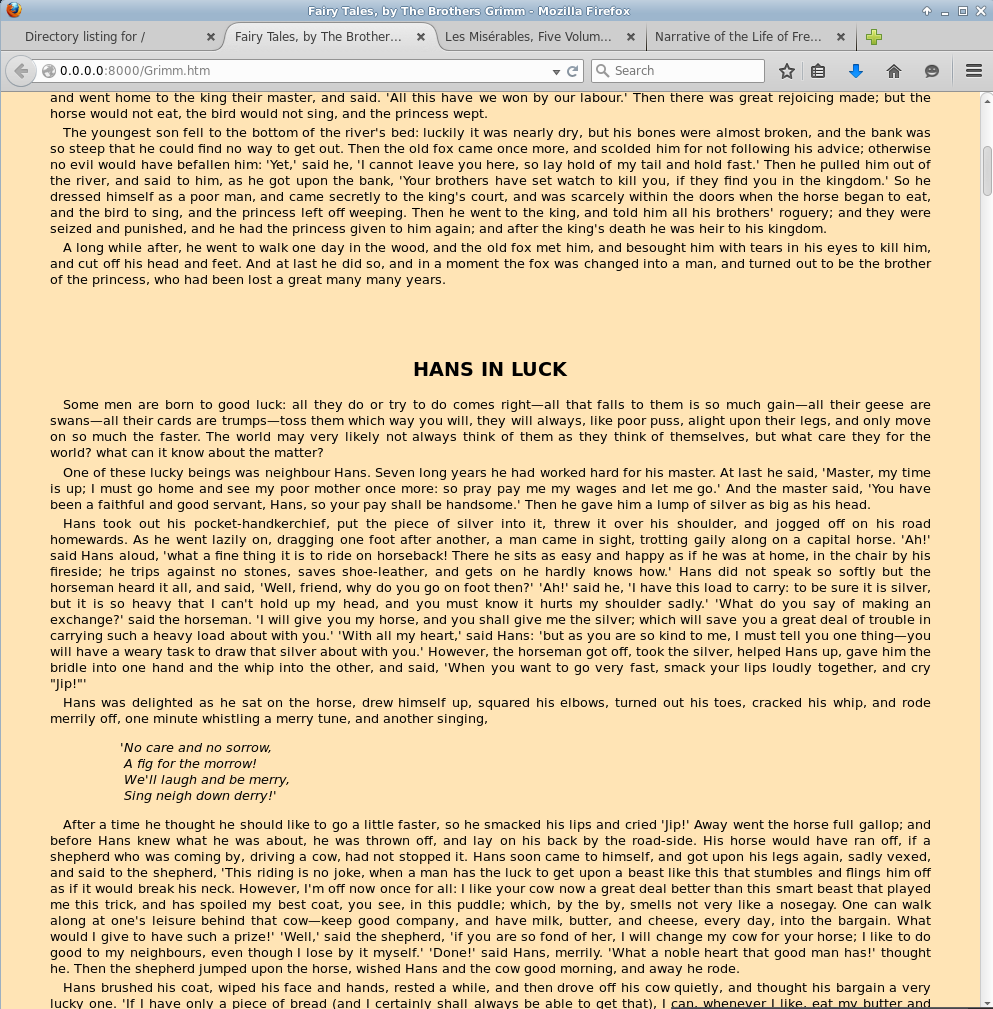 Fairy Tales, by The Brothers Grimm - Mozilla Firefox
Directory listing for /
Fairy Tales, by The Brother...
Les Misérables, Five Volum...
Narrative of the Life of Fre...
0.0.0.0:8000/Grimm.htm
Search
and went home to the king their master, and said. 'All this have we won by our labour.' Then there was great rejoicing made; but the
horse would not eat, the bird would not sing, and the princess wept.
The youngest son fell to the bottom of the river's bed: luckily it was nearly dry, but his bones were almost broken, and the bank was
so steep that he could find no way to get out. Then the old fox came once more, and scolded him for not following his advice; otherwise
no evil would have befallen him: 'Yet,' said he, 'I cannot leave you here, so lay hold of my tail and hold fast.' Then he pulled him out of
the river, and said to him, as he got upon the bank, 'Your brothers have set watch to kill you, if they find you in the kingdom.' So he
dressed himself as a poor man, and came secretly to the king's court, and was scarcely within the doors when the horse began to eat,
and the bird to sing, and the princess left off weeping. Then he went to the king, and told him all his brothers' roguery; and they were
seized and punished, and he had the princess given to him again; and after the king's death he was heir to his kingdom.
A long while after, he went to walk one day in the wood, and the old fox met him, and besought him with tears in his eyes to kill him,
and cut off his head and feet. And at last he did so, and in a moment the fox was changed into a man, and turned out to be the brother
of the princess, who had been lost a great many many years.
HANS IN LUCK
Some men are born to good luck: all they do or try to do comes right—all that falls to them is so much gain—all their geese are
swans—all their cards are trumps—toss them which way you will, they will always, like poor puss, alight upon their legs, and only move
on so much the faster. The world may very likely not always think of them as they think of themselves, but what care they for the
world? what can it know about the matter?
One of these lucky beings was neighbour Hans. Seven long years he had worked hard for his master. At last he said, 'Master, my time
is up; I must go home and see my poor mother once more: so pray pay me my wages and let me go.' And the master said, 'You have
been a faithful and good servant, Hans, so your pay shall be handsome.' Then he gave him a lump of silver as big as his head.
Hans took out his pocket-handkerchief, put the piece of silver into it, threw it over his shoulder, and jogged off on his road
homewards. As he went lazily on, dragging one foot after another, a man came in sight, trotting gaily along on a capital horse. 'Ah!'
said Hans aloud, 'what a fine thing it is to ride on horseback! There he sits as easy and happy as if he was at home, in the chair by his
fireside; he trips against no stones, saves shoe-leather, and gets on he hardly knows how.' Hans did not speak so softly but the
horseman heard it all, and said, 'Well, friend, why do you go on foot then?' 'Ah!' said he, 'I have this load to carry: to be sure it is silver,
but it is so heavy that I can't hold up my head, and you must know it hurts my shoulder sadly.' 'What do you say of making an
exchange?' said the horseman. 'I will give you my horse, and you shall give me the silver; which will save you a great deal of trouble in
carrying such a heavy load about with you.' 'With all my heart,' said Hans: 'but as you are so kind to me, I must tell you one thing—you
will have a weary task to draw that silver about with you.' However, the horseman got off, took the silver, helped Hans up, gave him the
bridle into one hand and the whip into the other, and said, 'When you want to go very fast, smack your lips loudly together, and cry
"Jip!"'
Hans was delighted as he sat on the horse, drew himself up, squared his elbows, turned out his toes, cracked his whip, and rode
merrily off, one minute whistling a merry tune, and another singing,
'No care and no sorrow,
A fig for the morrow!
We'll laugh and be merry,
Sing neigh down derry!'
After a time he thought he should like to go a little faster, so he smacked his lips and cried 'Jip!' Away went the horse full gallop; and
before Hans knew what he was about, he was thrown off, and lay on his back by the road-side. His horse would have ran off, if a
shepherd who was coming by, driving a cow, had not stopped it. Hans soon came to himself, and got upon his legs again, sadly vexed,
and said to the shepherd, 'This riding is no joke, when a man has the luck to get upon a beast like this that stumbles and flings him off
as if it would break his neck. However, I'm off now once for all: I like your cow now a great deal better than this smart beast that played
me this trick, and has spoiled my best coat, you see, in this puddle; which, by the by, smells not very like a nosegay. One can walk
along at one's leisure behind that cow—keep good company, and have milk, butter, and cheese, every day, into the bargain. What
would I give to have such a prize!' 'Well,' said the shepherd, 'if you are so fond of her, I will change my cow for your horse; I like to do
good to my neighbours, even though I lose by it myself.' 'Done!' said Hans, merrily. 'What a noble heart that good man has!' thought
he. Then the shepherd jumped upon the horse, wished Hans and the cow good morning, and away he rode.
Hans brushed his coat, wiped his face and hands, rested a while, and then drove off his cow quietly, and thought his bargain a very
lucky one. 'If I have only a piece of bread (and I certainly shall always be able to get that), I can, whenever I like, eat my butter and